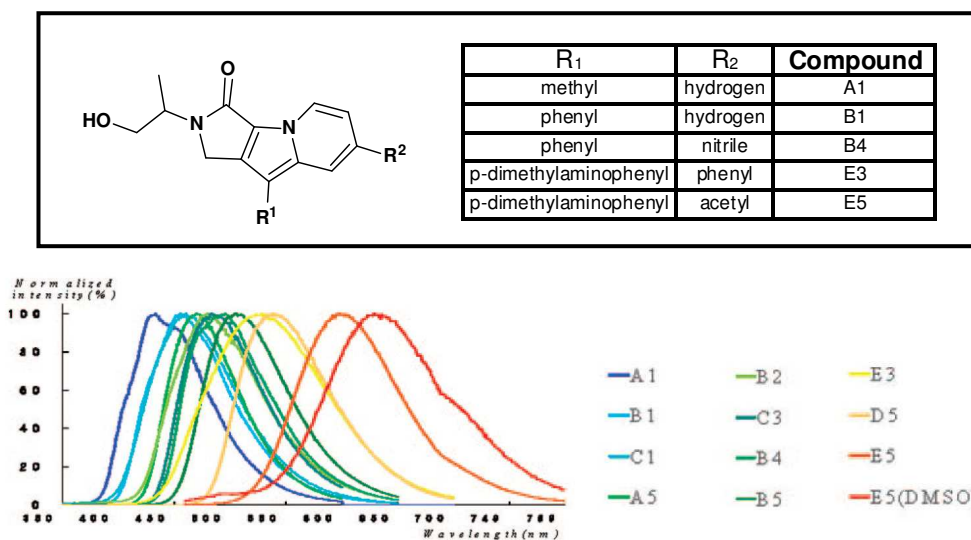 HO
N
O
N
R²
R¹
R1 R2 Compound
methyl hydrogen A1
phenyl hydrogen B1
phenyl nitrile B4
p-dimethylaminophenyl phenyl E3
p-dimethylaminophenyl acetyl E5
Normalized
intensity(%)
100
80
60
40
20
0
400 600 700
Wavelength(nm)
A1 B2 E3
B1 C3 D5
C1 B4 E5
A5 B5 E5(DMSO